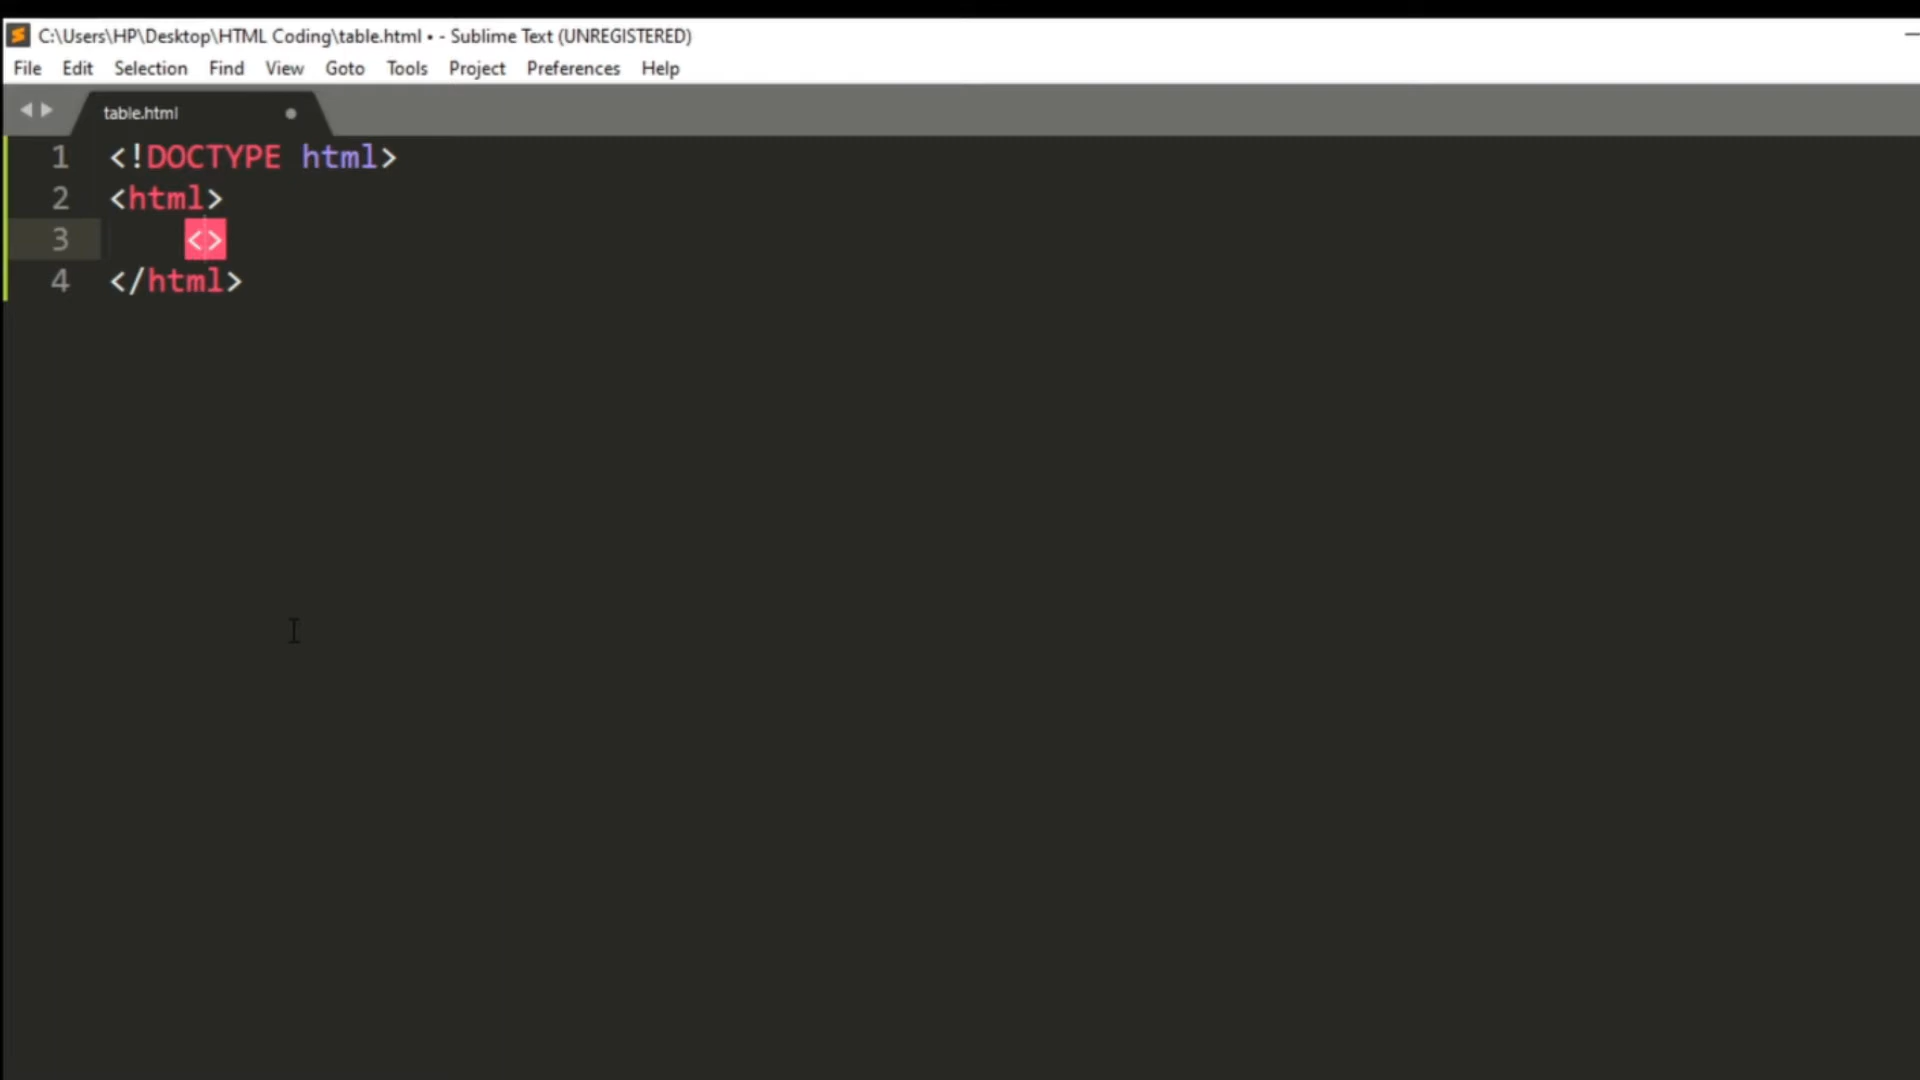 C:\Users\HP\Desktop\HTML Coding\table.html • - Sublime Text (UNREGISTERED)
File Edit Selection Find View Goto Tools Project Preferences Help
table.html
1 <!DOCTYPE html>
2 <html>
3 <>
4 </html>